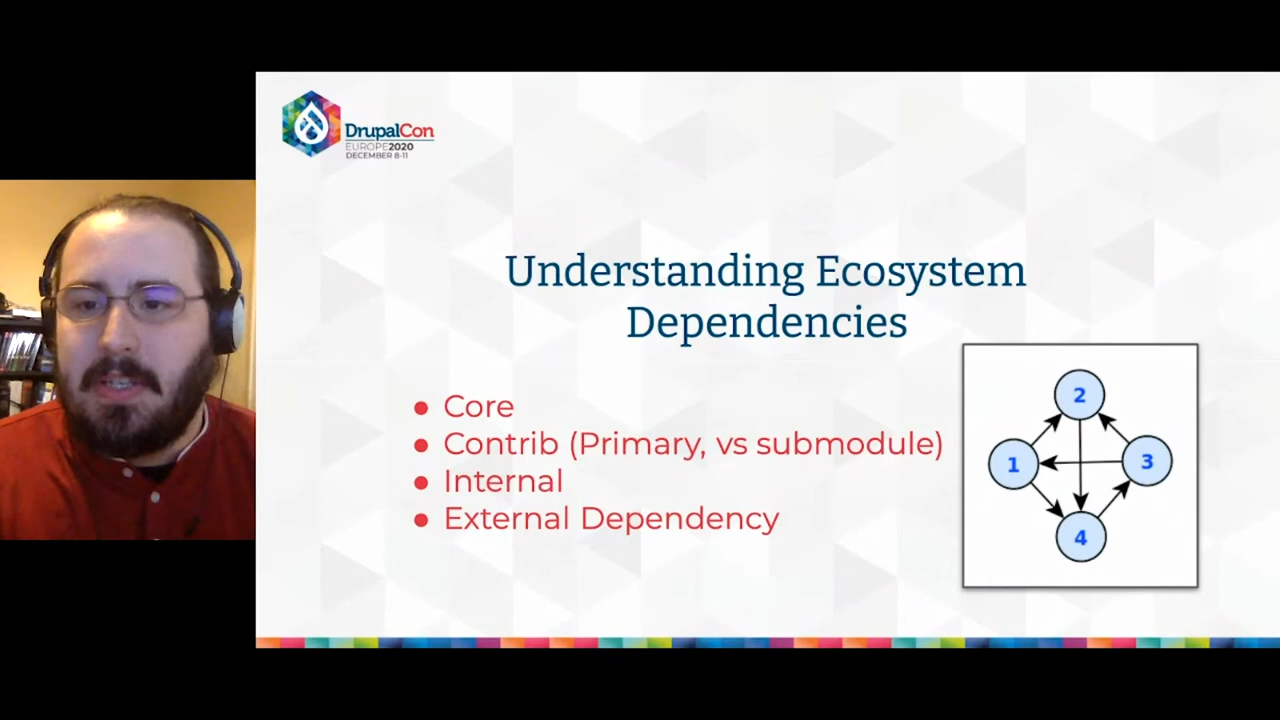 DrupalCon
EUROPE2020
DECEMBER 8-11
Understanding Ecosystem
Dependencies
● Core
● Contrib (Primary, vs submodule)
● Internal
● External Dependency
2
1
3
4